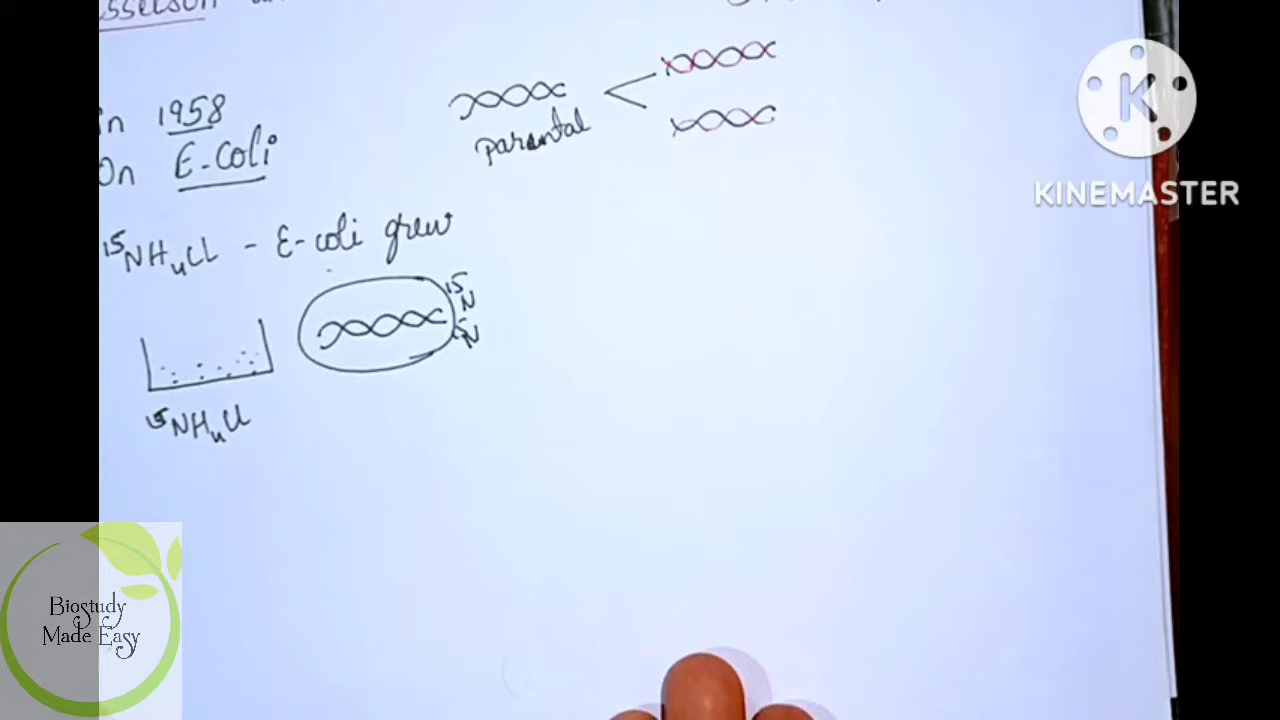 in 1958
On E-Coli
parental
¹⁵NH₄Cl - E-coli grew
¹⁵N
¹⁵N
¹⁵NH₄Cl
KINEMASTER
Biostudy
Made Easy